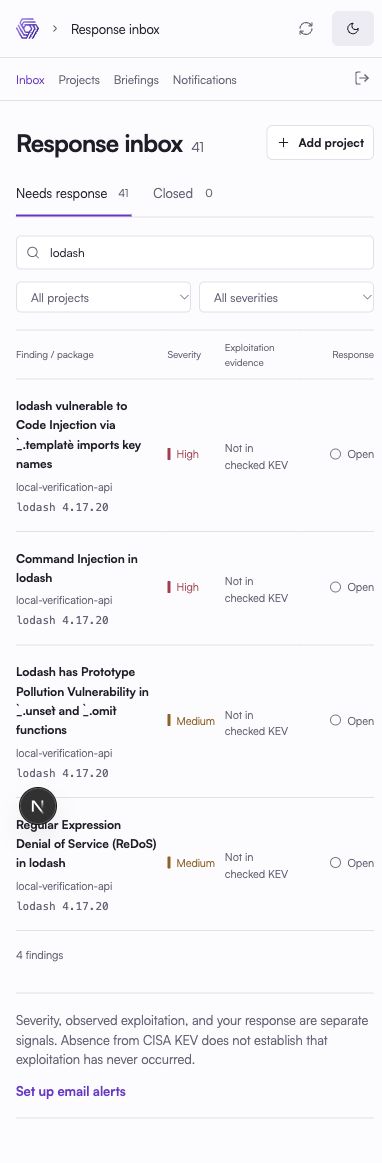 Response inbox
Inbox Projects Briefings Notifications
Response inbox 41
Add project
Needs response 41 Closed 0
lodash
All projects All severities
Finding / package Severity Exploitation evidence Response
lodash vulnerable to
Code Injection via
`_.template` imports key
names
local-verification-api
lodash 4.17.20
High
Not in
checked KEV
Open
Command Injection in
lodash
local-verification-api
lodash 4.17.20
High
Not in
checked KEV
Open
Lodash has Prototype
Pollution Vulnerability in
`_.unset` and `_.omit`
functions
local-verification-api
lodash 4.17.20
Medium
Not in
checked KEV
Open
N
Regular Expression
Denial of Service (ReDoS)
in lodash
local-verification-api
lodash 4.17.20
Medium
Not in
checked KEV
Open
4 findings
Severity, observed exploitation, and your response are separate
signals. Absence from CISA KEV does not establish that
exploitation has never occurred.
Set up email alerts